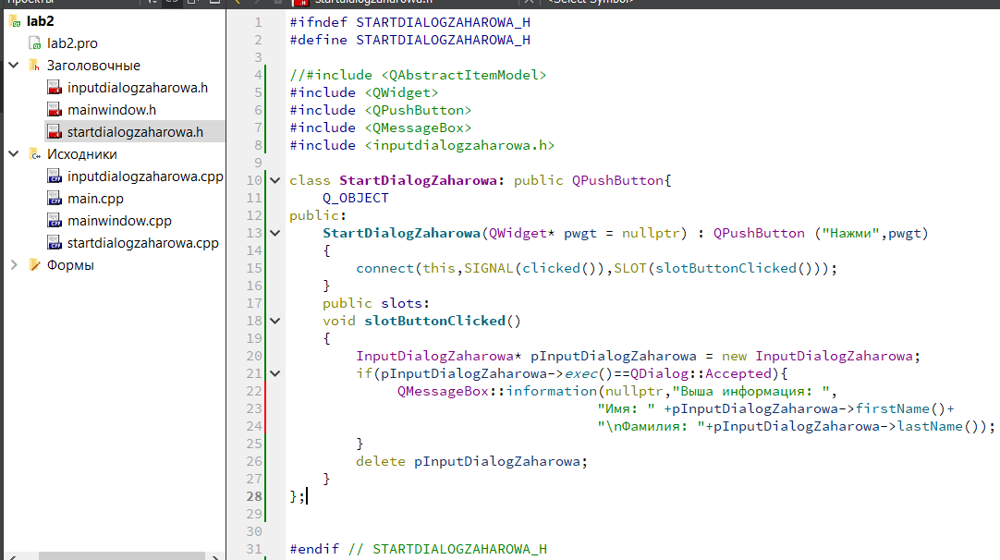 Проекты
startdialogzaharowa.h
<Select Symbol>
lab2
lab2.pro
Заголовочные
inputdialogzaharowa.h
mainwindow.h
startdialogzaharowa.h
Исходники
inputdialogzaharowa.cpp
main.cpp
mainwindow.cpp
startdialogzaharowa.cpp
Формы
1 #ifndef STARTDIALOGZAHAROWA_H
2 #define STARTDIALOGZAHAROWA_H
3
4 //#include <QAbstractItemModel>
5 #include <QWidget>
6 #include <QPushButton>
7 #include <QMessageBox>
8 #include <inputdialogzaharowa.h>
9
10 class StartDialogZaharowa: public QPushButton{
11 Q_OBJECT
12 public:
13 StartDialogZaharowa(QWidget* pwgt = nullptr) : QPushButton ("Нажми",pwgt)
14 {
15 connect(this,SIGNAL(clicked()),SLOT(slotButtonClicked()));
16 }
17 public slots:
18 void slotButtonClicked()
19 {
20 InputDialogZaharowa* pInputDialogZaharowa = new InputDialogZaharowa;
21 if(pInputDialogZaharowa->exec()==QDialog::Accepted){
22 QMessageBox::information(nullptr,"Выша информация: ",
23 "Имя: " +pInputDialogZaharowa->firstName()+
24 "\nФамилия: "+pInputDialogZaharowa->lastName());
25 }
26 delete pInputDialogZaharowa;
27 }
28 };
29
30
31 #endif // STARTDIALOGZAHAROWA_H